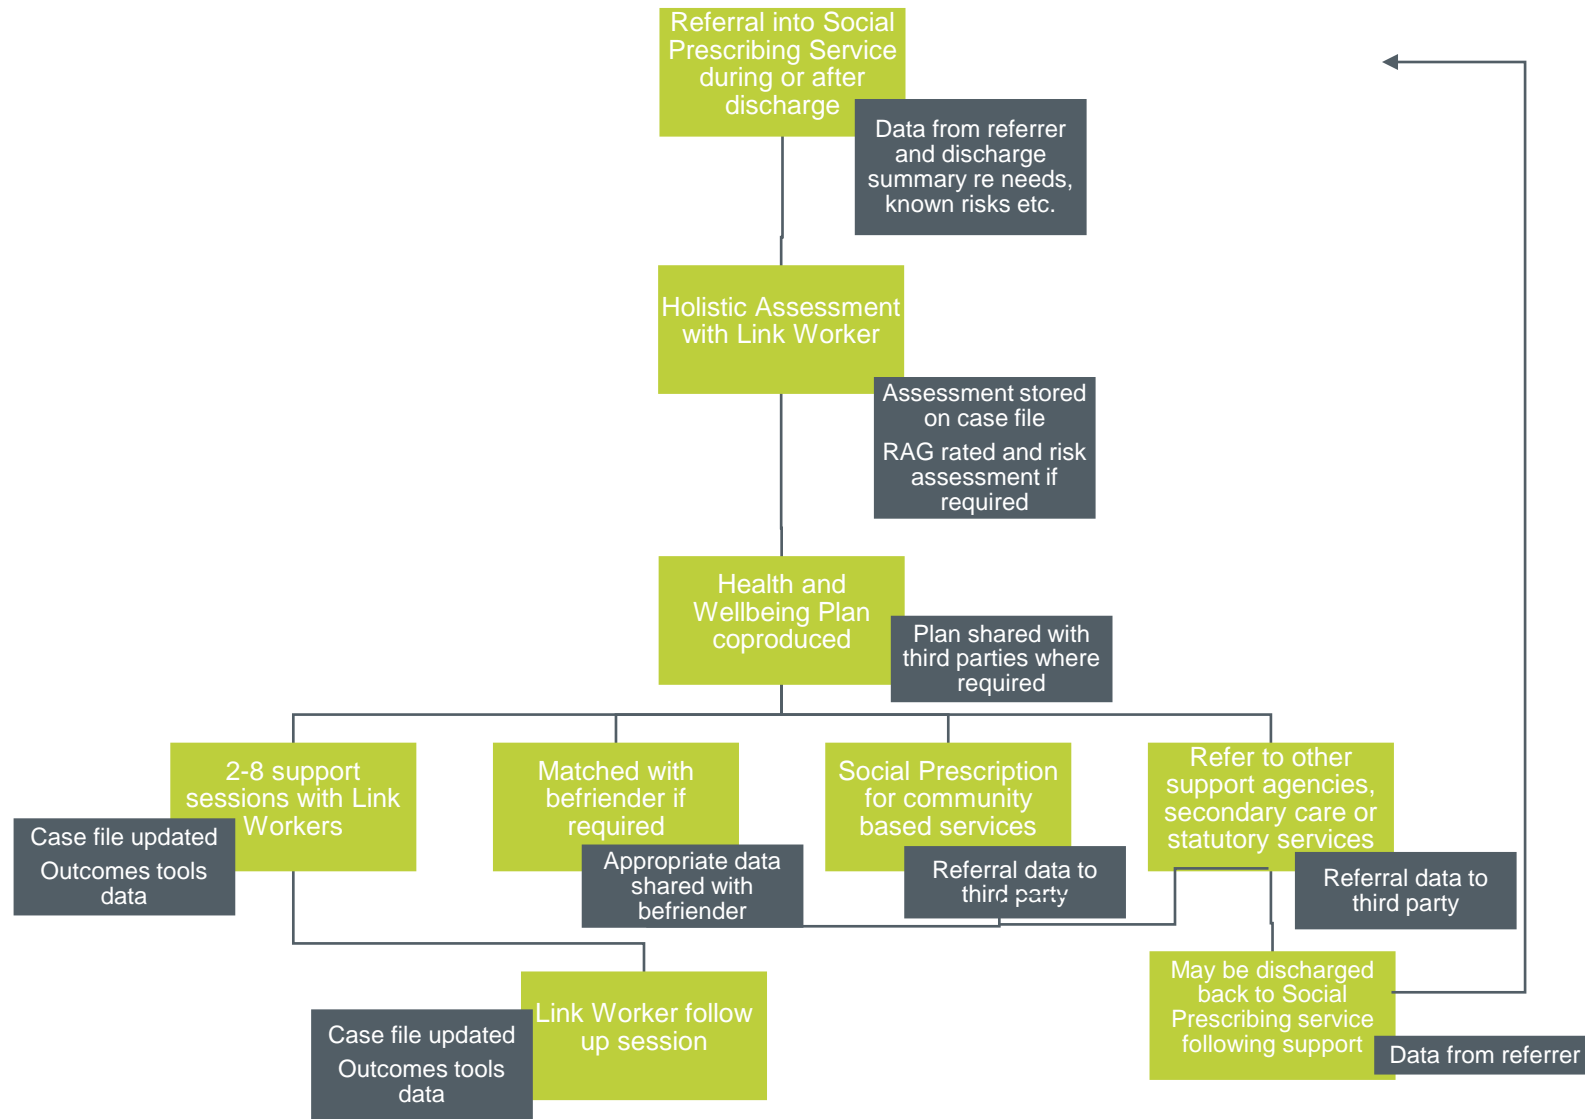 Referral into Social
Prescribing Service
during or after
discharge
Data from referrer
and discharge
summary re needs,
known risks etc.
Holistic Assessment
with Link Worker
Assessment stored
on case file
RAG rated and risk
assessment if
required
Health and
Wellbeing Plan
coproduced
Plan shared with
third parties where
required
2-8 support
sessions with Link
Workers
Case file updated
Outcomes tools
data
Matched with
befriender if
required
Appropriate data
shared with
befriender
Social Prescription
for community
based services
Referral data to
third party
Refer to other
support agencies,
secondary care or
statutory services
Referral data to
third party
Link Worker follow
up session
Case file updated
Outcomes tools
data
May be discharged
back to Social
Prescribing service
following support
Data from referrer